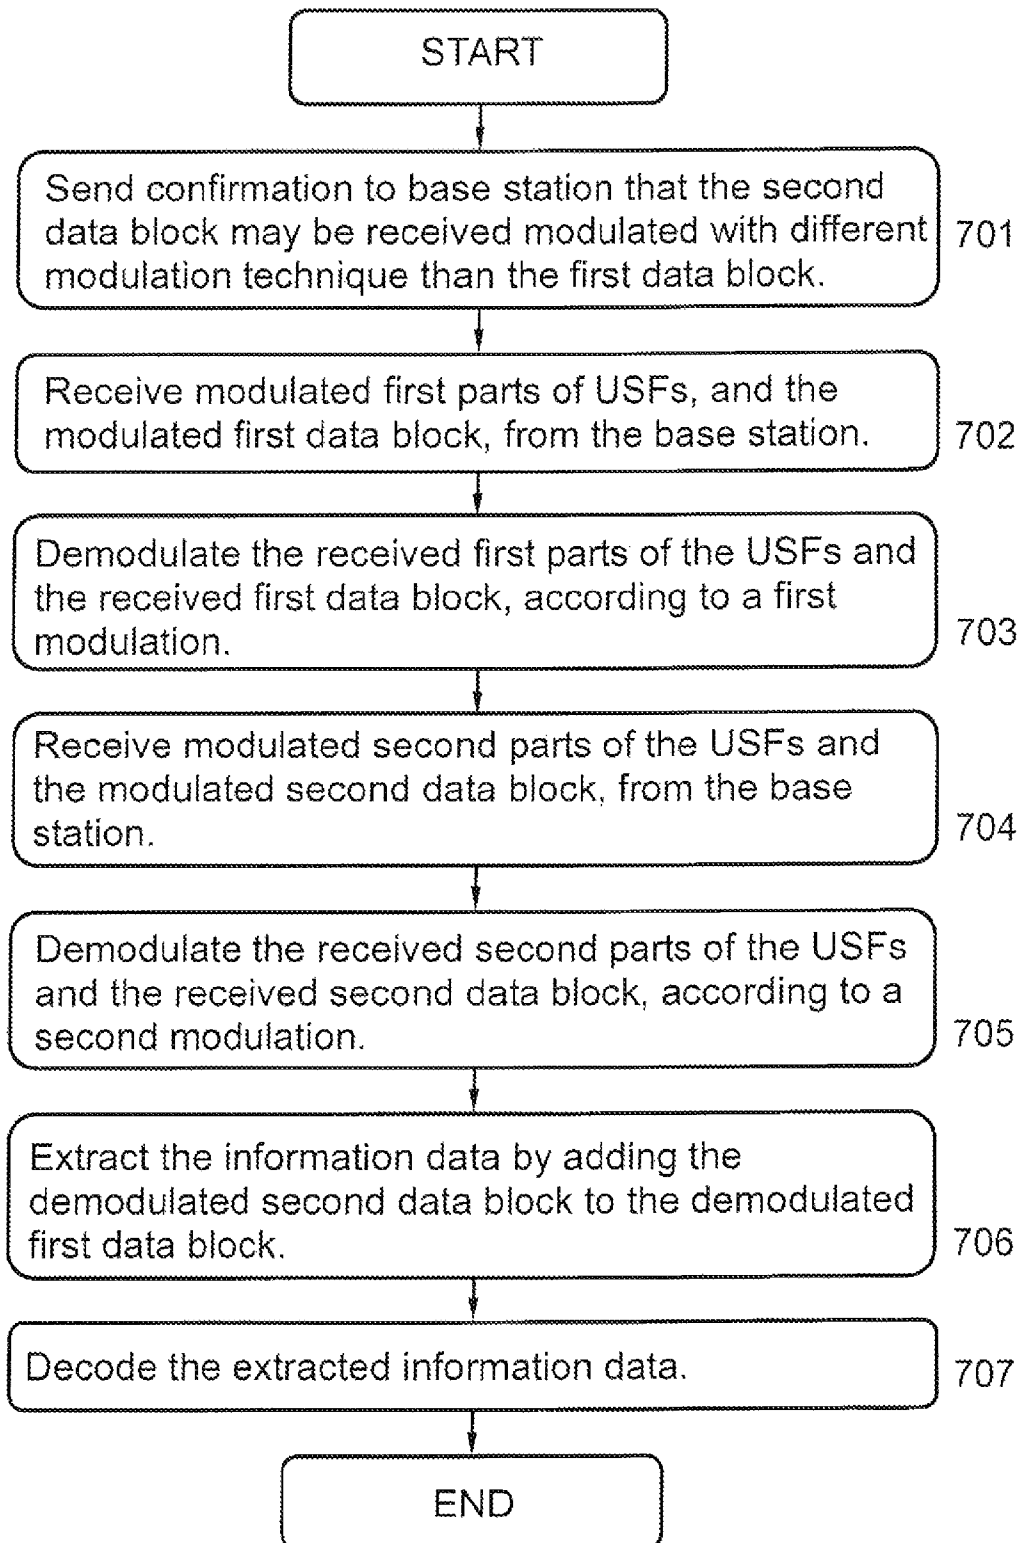 START
Send confirmation to base station that the second
data block may be received modulated with different
modulation technique than the first data block.
701
Receive modulated first parts of USFs, and the
modulated first data block, from the base station.
702
Demodulate the received first parts of the USFs and
the received first data block, according to a first
modulation.
703
Receive modulated second parts of the USFs and
the modulated second data block, from the base
station.
704
Demodulate the received second parts of the USFs
and the received second data block, according to a
second modulation.
705
Extract the information data by adding the
demodulated second data block to the demodulated
first data block.
706
Decode the extracted information data.
707
END